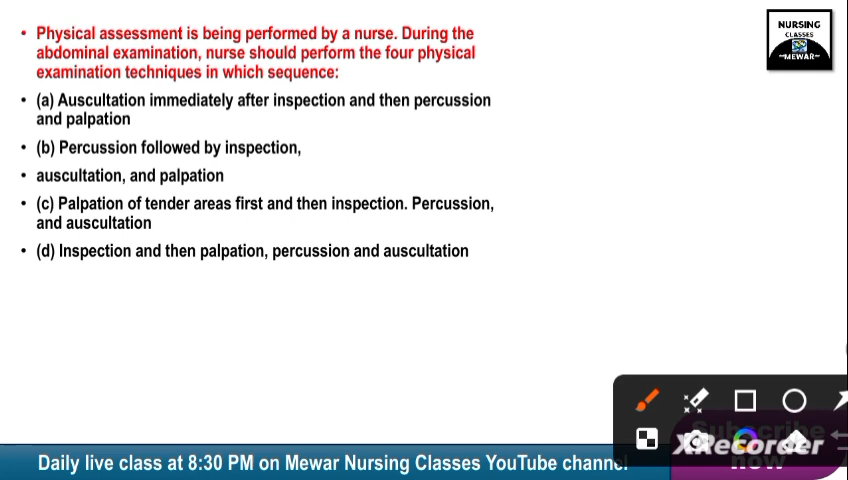 Physical assessment is being performed by a nurse. During the
abdominal examination, nurse should perform the four physical
examination techniques in which sequence:
(a) Auscultation immediately after inspection and then percussion
and palpation
(b) Percussion followed by inspection,
auscultation, and palpation
(c) Palpation of tender areas first and then inspection. Percussion,
and auscultation
(d) Inspection and then palpation, percussion and auscultation
NURSING
CLASSES
MEWAR
Daily live class at 8:30 PM on Mewar Nursing Classes YouTube channel
Subscribe
now
XRecorder